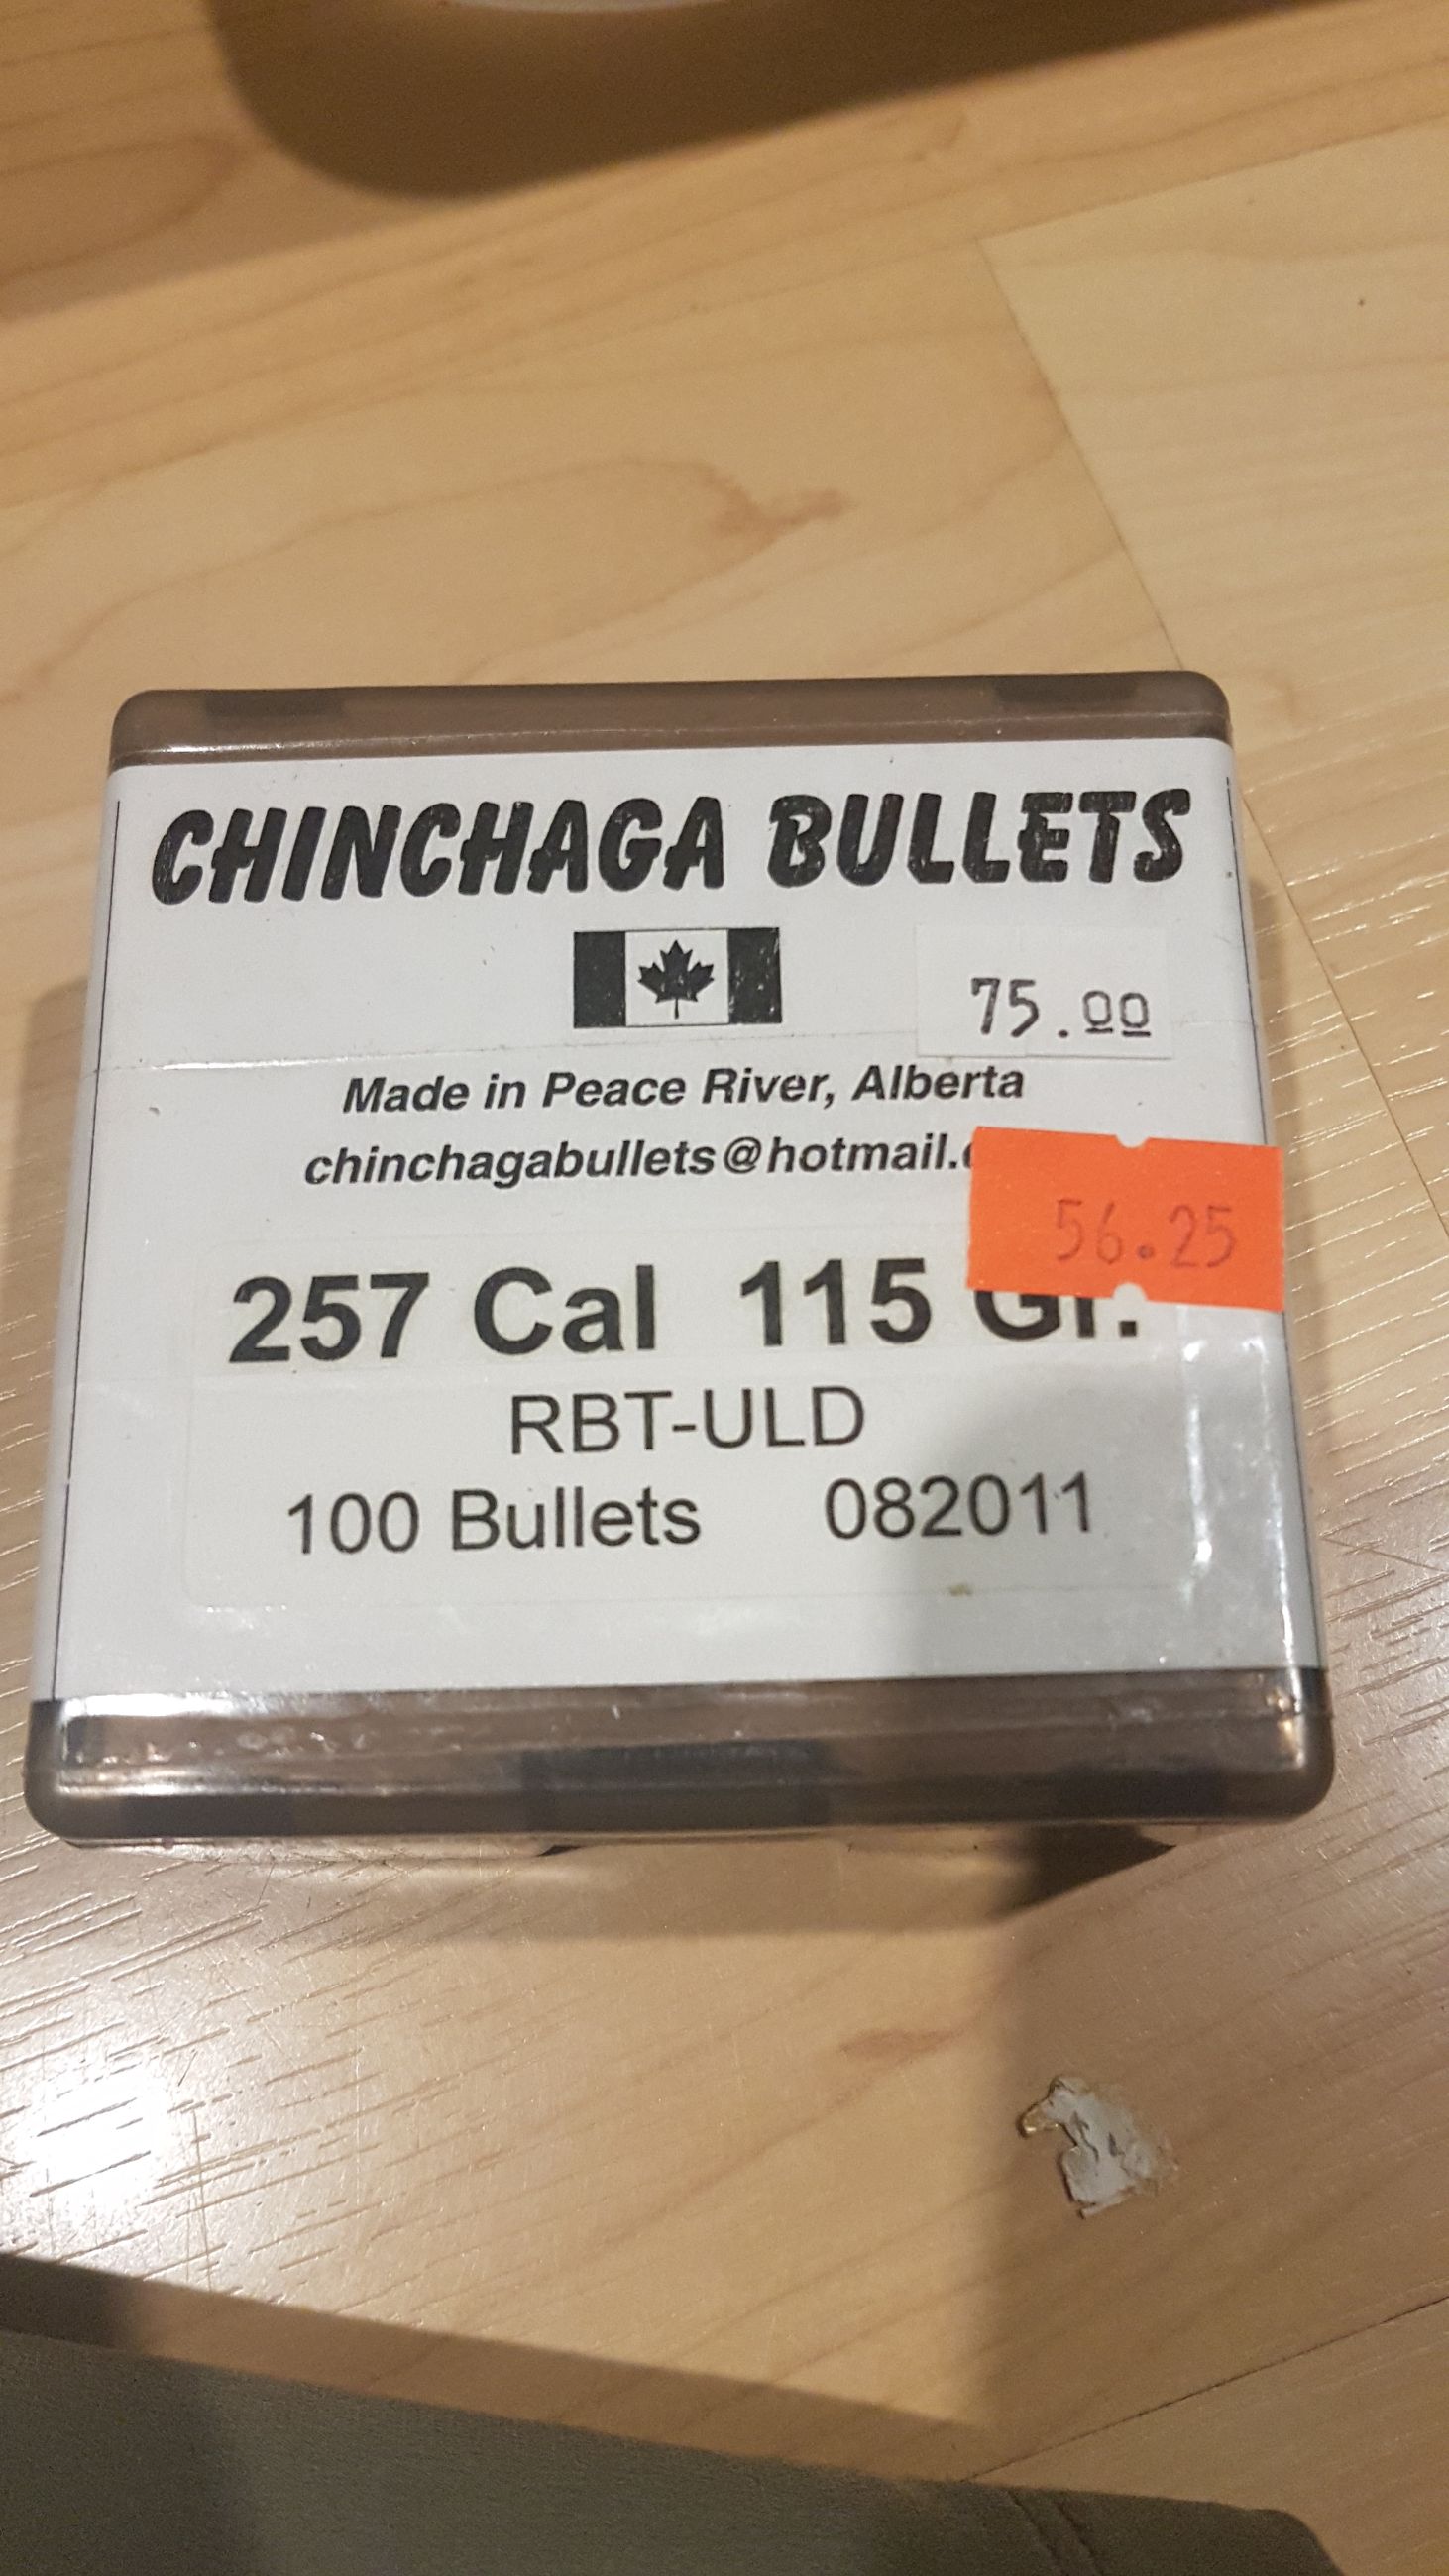 CHINCHAGA BULLETS
75.00
Made in Peace River, Alberta
chinchagabullets@hotmail.
56.25
257 Cal 115 Gr.
RBT-ULD
100 Bullets 082011